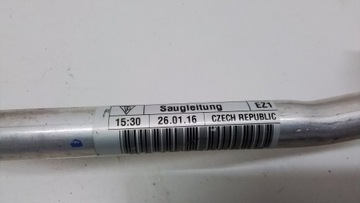 Saugleitung EZ1
15:30 26.01.16 CZECH REPUBLIC